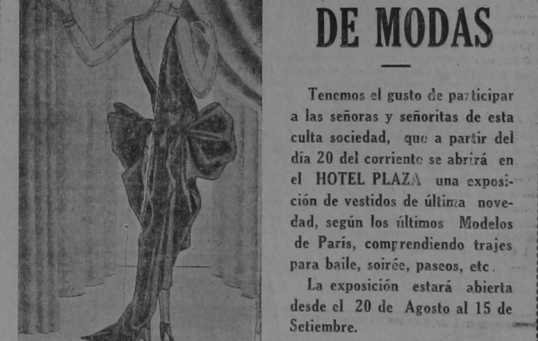 DE MODAS
Tenemos el gusto de participar
a las señoras y señoritas de esta
culta sociedad, que a partir del
día 20 del corriente se abrirá en
el HOTEL PLAZA una exposi-
ción de vestidos de última nove-
dad, según los últimos Modelos
de París, comprendiendo trajes
para baile, soirée, paseos, etc.
La exposición estará abierta
desde el 20 de Agosto al 15 de
Setiembre.